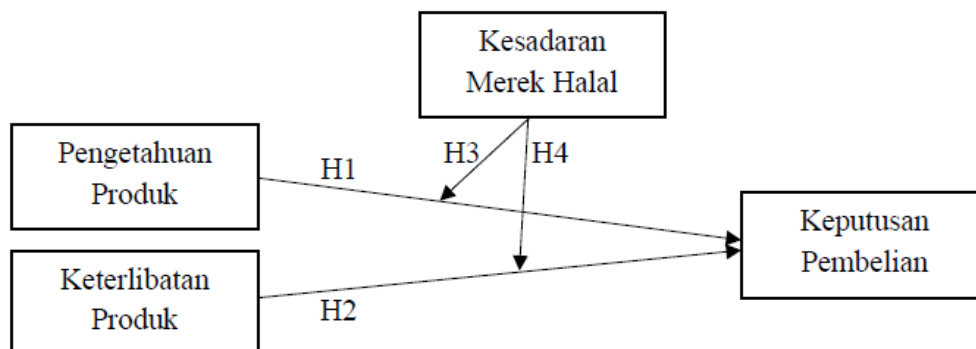 Kesadaran
Merek Halal
Pengetahuan
Produk
H1
H3
H4
Keputusan
Pembelian
Keterlibatan
Produk
H2